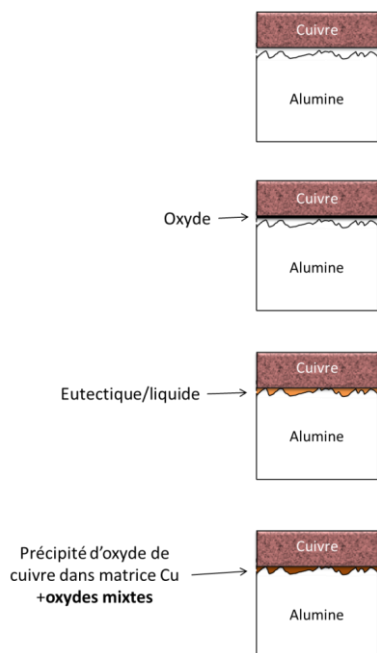 Cuivre
Alumine
Cuivre
Oxyde
Alumine
Cuivre
Eutectique/liquide
Alumine
Cuivre
Précipité d'oxyde de
cuivre dans matrice Cu
+oxydes mixtes
Alumine